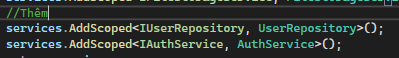 //Thêm
services.AddScoped<IUserRepository, UserRepository>();
services.AddScoped<IAuthService, AuthService>();